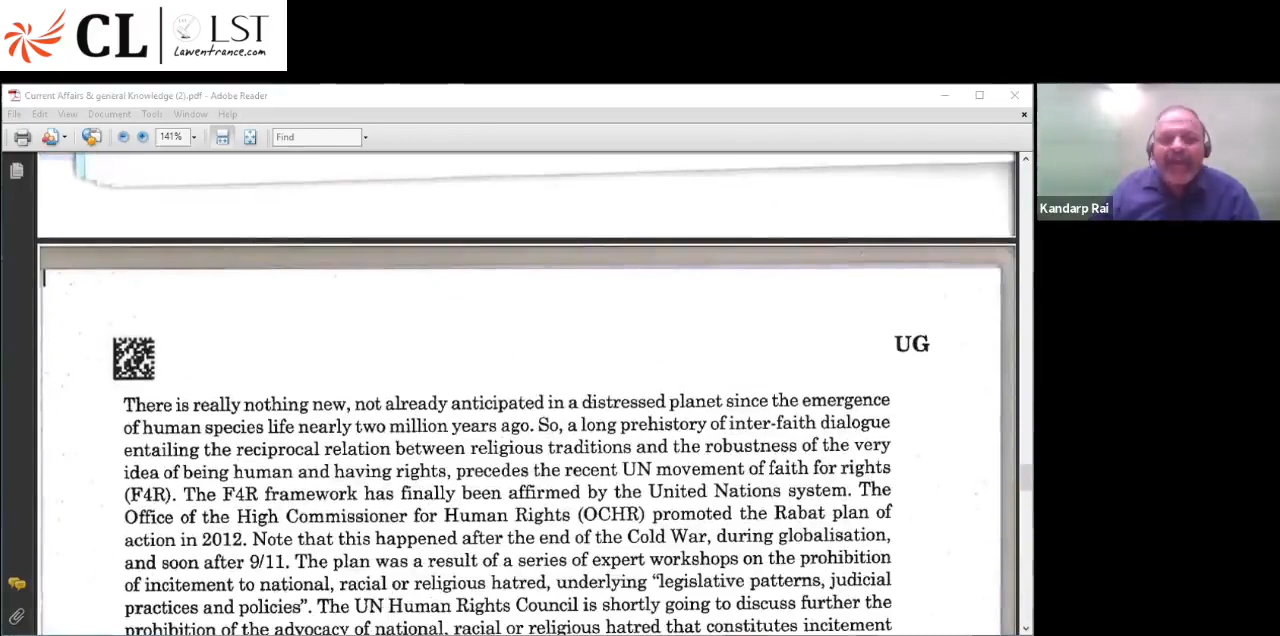 CL LST
Lawentrance.com
Current Affairs & general Knowledge (2).pdf - Adobe Reader
File Edit View Document Tools Window Help
141% Find
Kandarp Rai
UG
There is really nothing new, not already anticipated in a distressed planet since the emergence
of human species life nearly two million years ago. So, a long prehistory of inter-faith dialogue
entailing the reciprocal relation between religious traditions and the robustness of the very
idea of being human and having rights, precedes the recent UN movement of faith for rights
(F4R). The F4R framework has finally been affirmed by the United Nations system. The
Office of the High Commissioner for Human Rights (OCHR) promoted the Rabat plan of
action in 2012. Note that this happened after the end of the Cold War, during globalisation,
and soon after 9/11. The plan was a result of a series of expert workshops on the prohibition
of incitement to national, racial or religious hatred, underlying “legislative patterns, judicial
practices and policies”. The UN Human Rights Council is shortly going to discuss further the
prohibition of the advocacy of national, racial or religious hatred that constitutes incitement